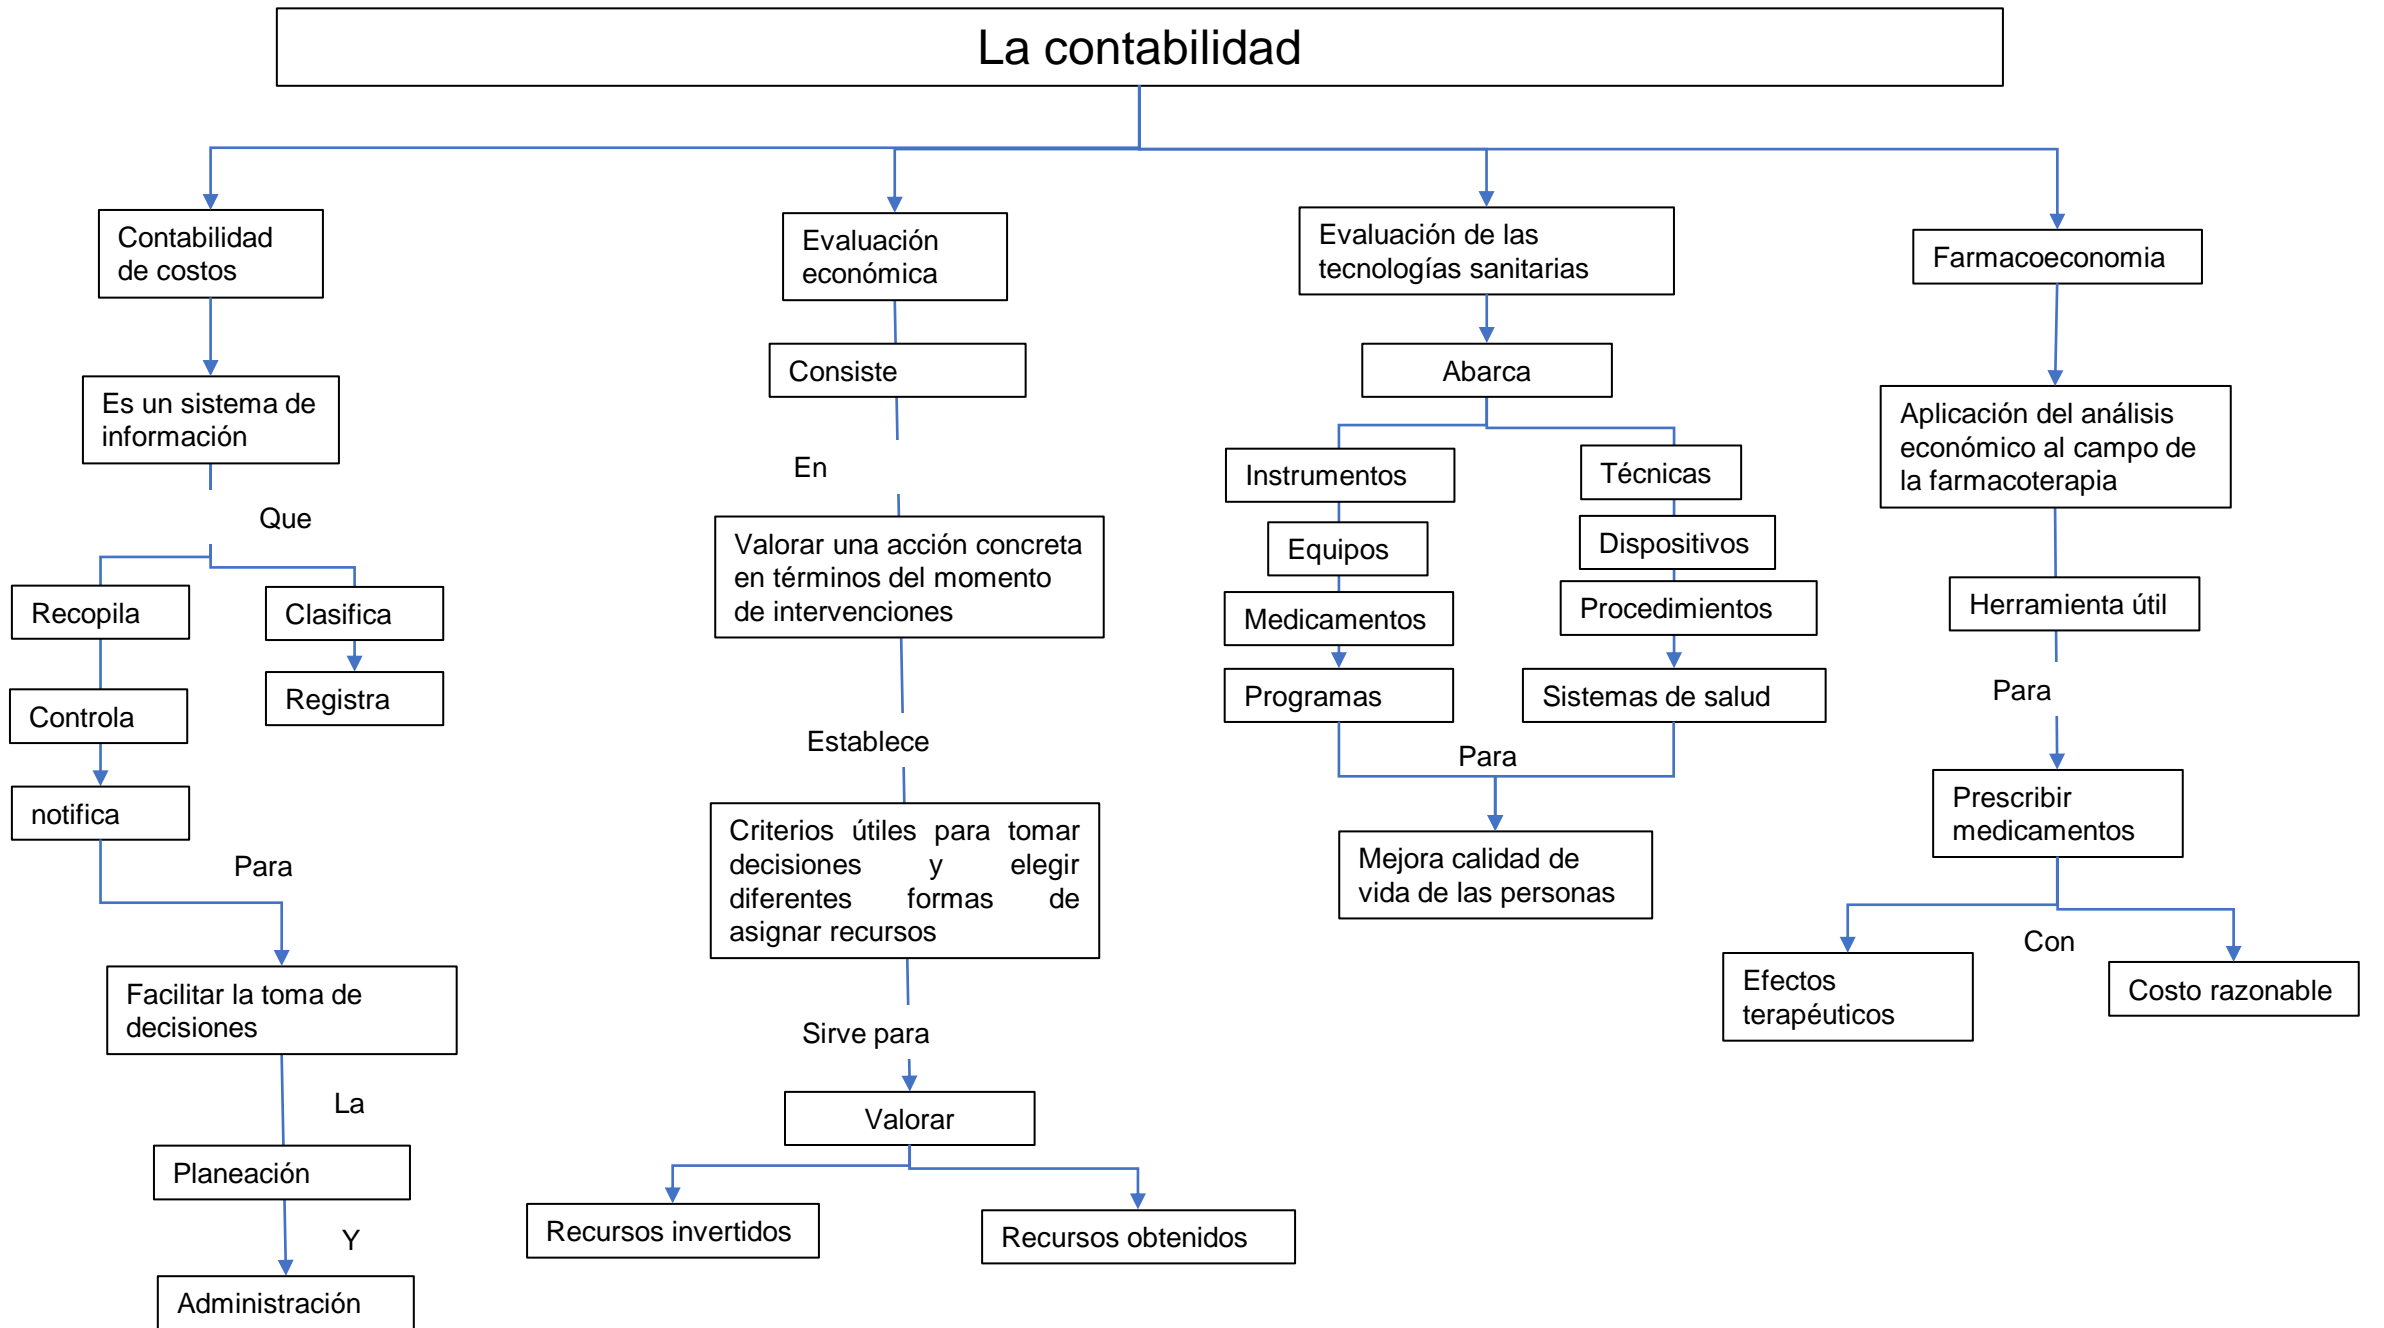 La contabilidad
Contabilidad
de costos
Es un sistema de
información
Que
Recopila
Clasifica
Controla
Registra
notifica
Para
Facilitar la toma de
decisiones
La
Planeación
Y
Administración
Evaluación
económica
Consiste
En
Valorar una acción concreta
en términos del momento
de intervenciones
Establece
Criterios útiles para tomar
decisiones y elegir
diferentes formas de
asignar recursos
Sirve para
Valorar
Recursos invertidos
Recursos obtenidos
Evaluación de las
tecnologías sanitarias
Abarca
Instrumentos
Técnicas
Equipos
Dispositivos
Medicamentos
Procedimientos
Programas
Sistemas de salud
Para
Mejora calidad de
vida de las personas
Farmacoeconomia
Aplicación del análisis
económico al campo de
la farmacoterapia
Herramienta útil
Para
Prescribir
medicamentos
Con
Efectos
terapéuticos
Costo razonable